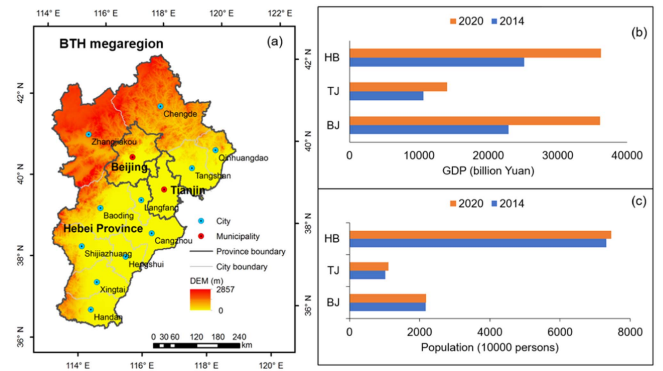 114° E 116° E 118° E 120° E
BTH megaregion
(a)
42° N
42° N
Chengde
Zhangjiakou
40° N
Qinhuangdao
Beijing
Tangshan
40° N
Tianjin
Langfang
Baoding
City
Hebei Province
Municipality
Cangzhou
38° N
Province boundary
Shijiazhuang
City boundary
38° N
Hengshui
DEM (m)
2857
Xingtai
0
Handan
36° N
36° N
0 30 60 120 180 240
km
114° E 116° E 118° E 120° E
2020 2014
(b)
HB
TJ
BJ
0 10000 20000 30000 40000
GDP (billion Yuan)
2020 2014
(c)
HB
TJ
BJ
0 2000 4000 6000 8000
Population (10000 persons)